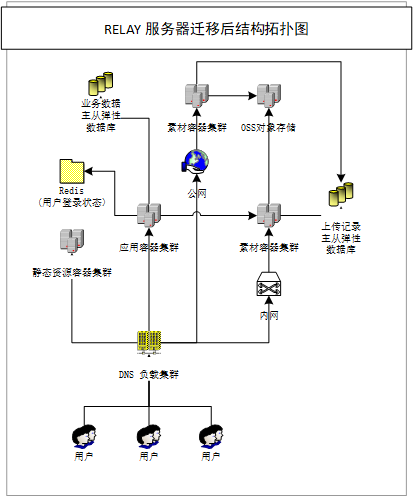 RELAY 服务器迁移后结构拓扑图
业务数据
主从弹性
数据库
素材容器集群
OSS对象存储
公网
Redis
(用户登录状态)
应用容器集群
素材容器集群
上传记录
主从弹性
数据库
静态资源容器集群
内网
DNS 负载集群
用户
用户
用户